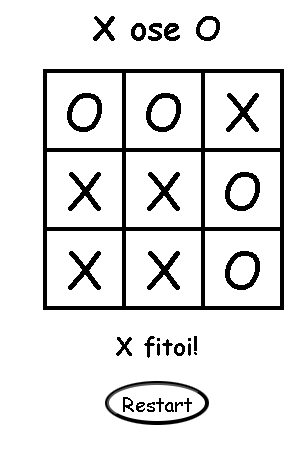 X ose O
O O X
X X O
X X O
X fitoi!
Restart